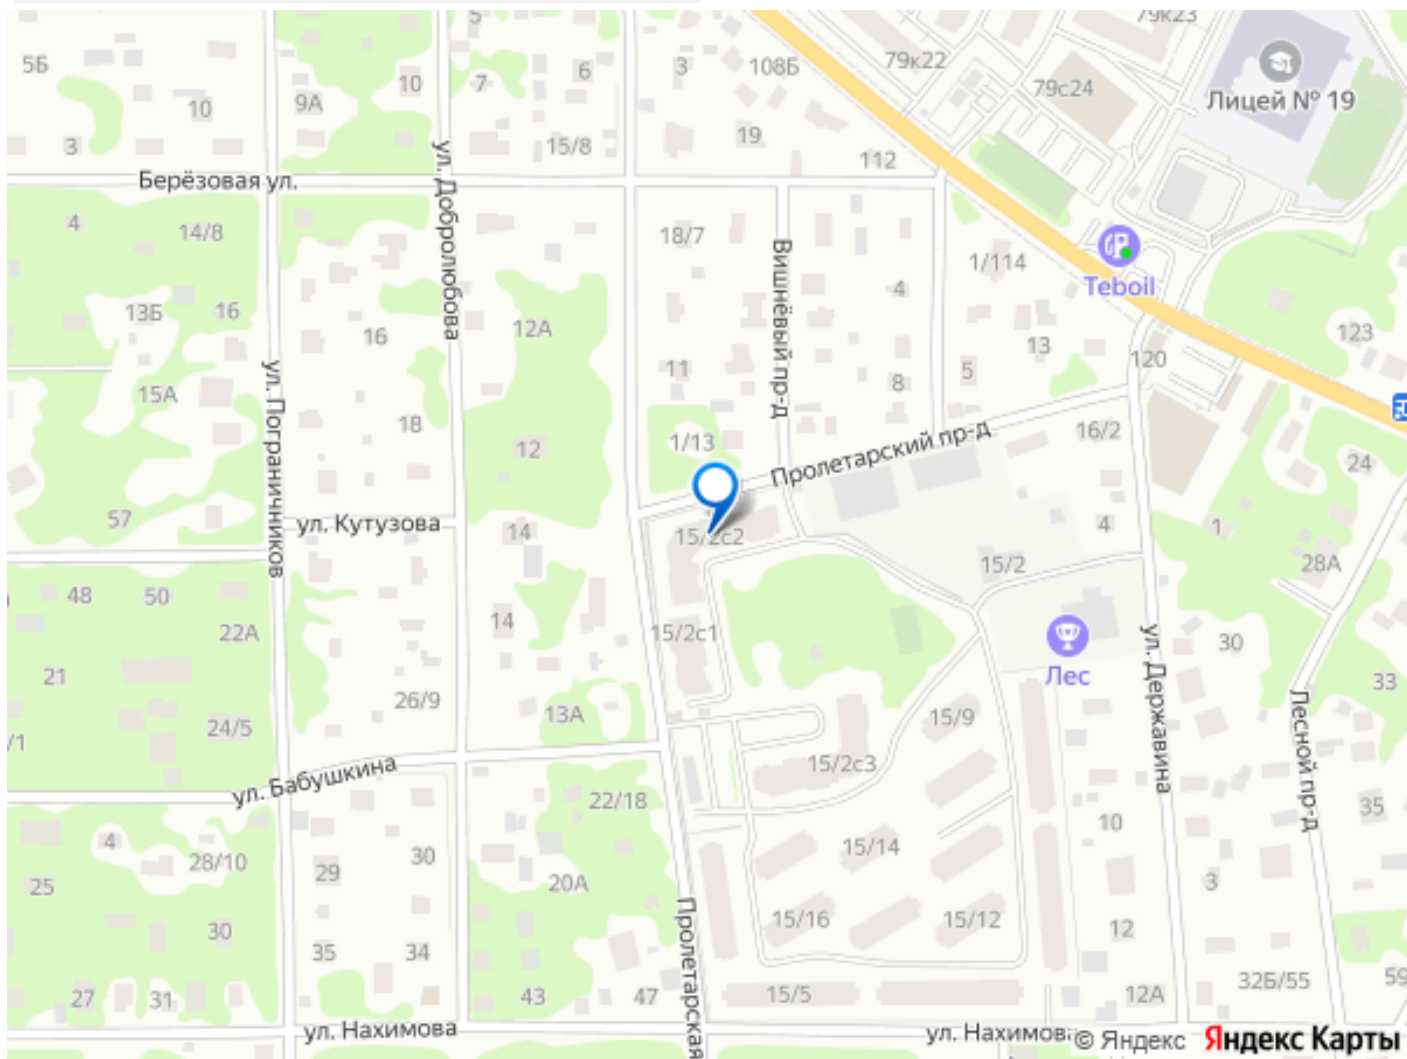 5
79к23
5Б
10
7
6
3
108Б
79к22
79с24
Лицей № 19
10
9А
3
15/8
19
112
Берёзовая ул.
ул. Добролюбова
4
14/8
18/7
Вишнёвый пр-д
1/114
Teboil
4
13Б
16
16
12А
13
123
120
11
8
5
15А
ул. Пограничников
18
12
1/13
Пролетарский пр-д
16/2
24
57
ул. Кутузова
14
15/2с2
4
1
15/2
28А
48
50
22А
14
15/2с1
ул. Державина
30
21
Лес
33
26/9
13А
15/9
Лесной пр-д
/1
24/5
15/2с3
ул. Бабушкина
22/18
35
10
4
28/10
29
30
15/14
25
20А
3
Пролетарская
15/16
15/12
12
30
35
34
32Б/55
59
27
31
43
47
15/5
12А
ул. Нахимова
ул. Нахимова
© Яндекс Яндекс Карты